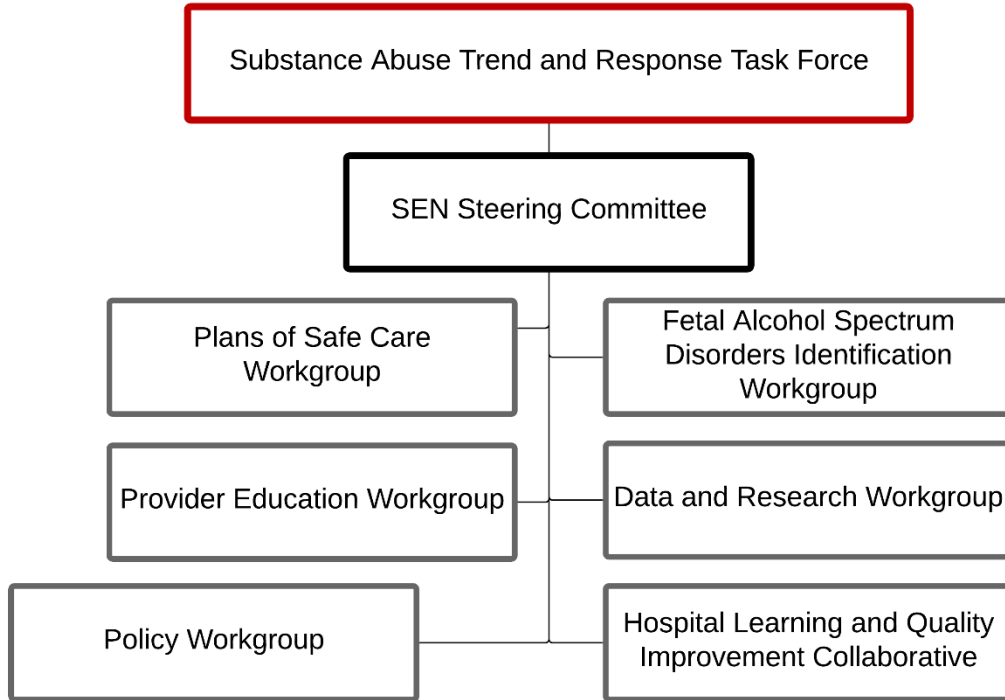 Substance Abuse Trend and Response Task Force
SEN Steering Committee
Plans of Safe Care
Workgroup
Fetal Alcohol Spectrum
Disorders Identification
Workgroup
Provider Education Workgroup
Data and Research Workgroup
Policy Workgroup
Hospital Learning and Quality
Improvement Collaborative